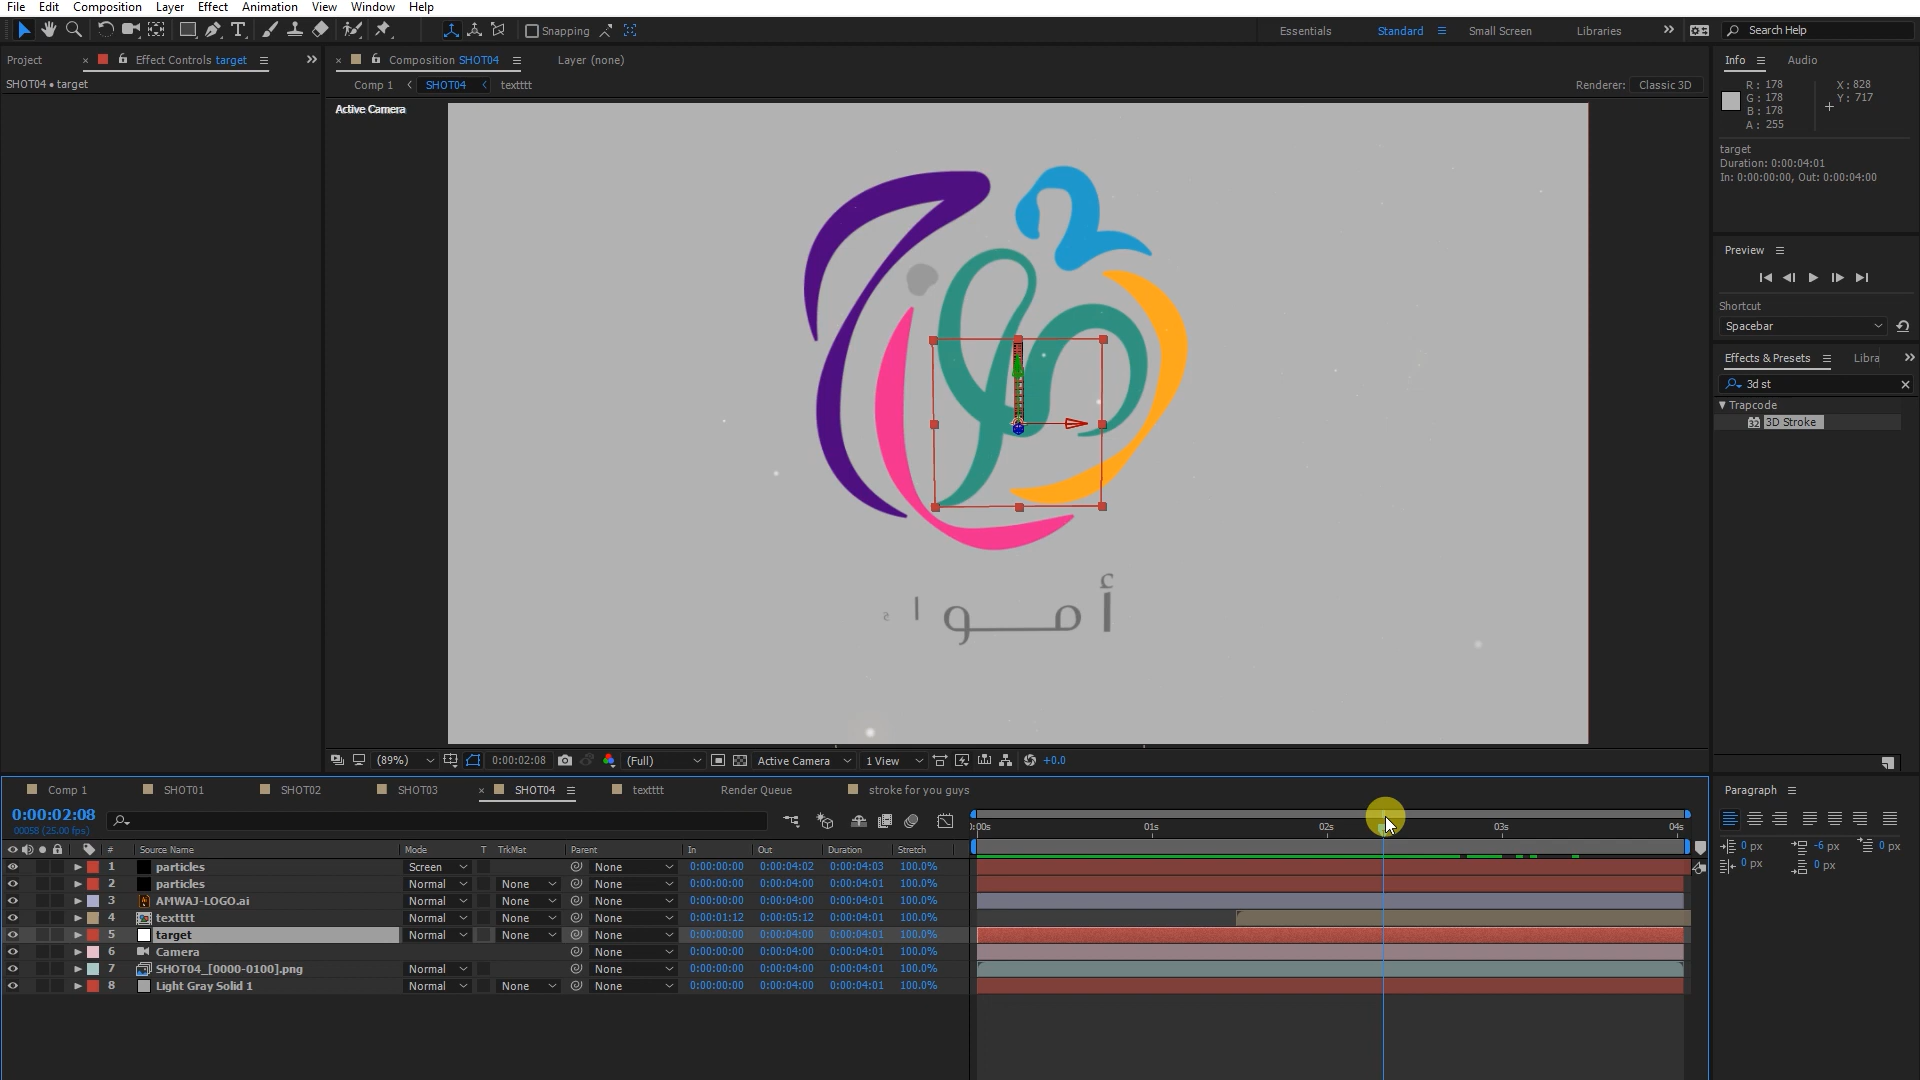 File Edit Composition Layer Effect Animation View Window Help
Snapping
Essentials Standard Small Screen Libraries Search Help
Project Effect Controls target
SHOT04 • target
Composition SHOT04 Layer (none)
Comp 1 SHOT04 textttt
Renderer: Classic 3D
Active Camera
أمـوا
(89%) 0:00:02:08 (Full) Active Camera 1 View +0.0
Info Audio
R: 178
G: 178
B: 178
A: 255
X: 828
Y: 717
target
Duration: 0:00:04:01
In: 0:00:00:00, Out: 0:00:04:00
Preview
Shortcut
Spacebar
Effects & Presets Libra
3d st
Trapcode
32 3D Stroke
Paragraph
0 px -6 px 0 px
0 px 0 px
Comp 1 SHOT01 SHOT02 SHOT03 SHOT04 textttt Render Queue stroke for you guys
0:00:02:08
00058 (25.00 fps)
:00s 01s 02s 03s 04s
# Source Name Mode T TrkMat Parent In Out Duration Stretch
1 particles Screen None 0:00:00:00 0:00:04:02 0:00:04:03 100.0%
2 particles Normal None None 0:00:00:00 0:00:04:00 0:00:04:01 100.0%
3 AMWAJ-LOGO.ai Normal None None 0:00:00:00 0:00:04:00 0:00:04:01 100.0%
4 textttt Normal None None 0:00:01:12 0:00:05:12 0:00:04:01 100.0%
5 target Normal None None 0:00:00:00 0:00:04:00 0:00:04:01 100.0%
6 Camera None 0:00:00:00 0:00:04:00 0:00:04:01 100.0%
7 SHOT04_[0000-0100].png Normal None 0:00:00:00 0:00:04:00 0:00:04:01 100.0%
8 Light Gray Solid 1 Normal None None 0:00:00:00 0:00:04:00 0:00:04:01 100.0%